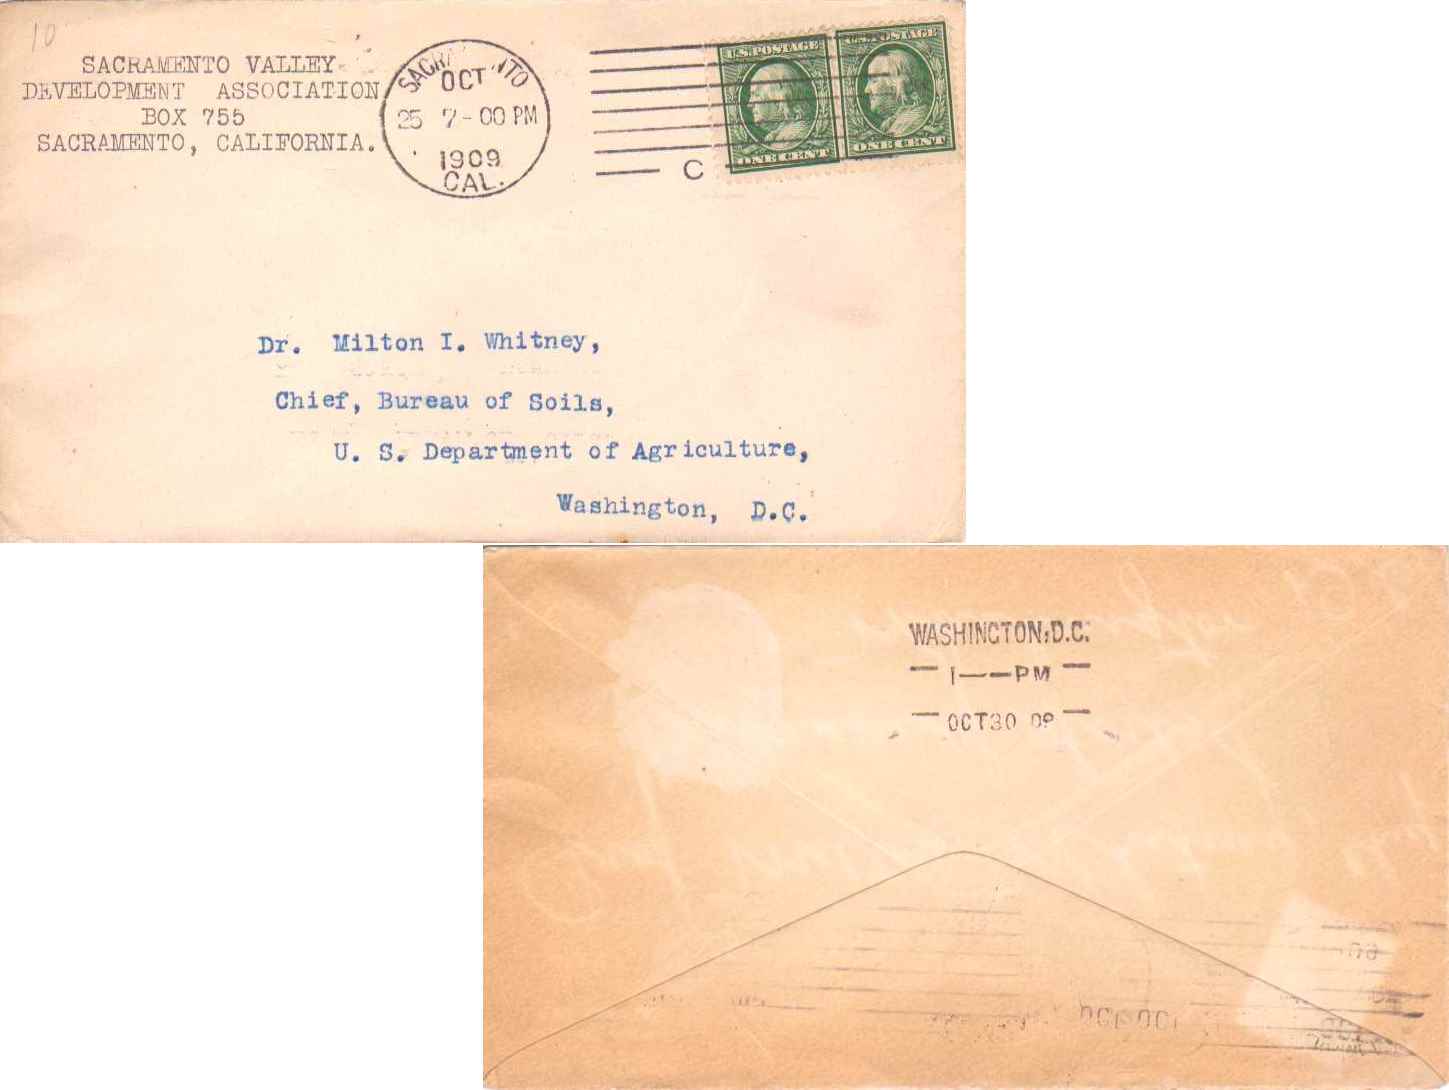 10
SACRAMENTO VALLEY
DEVELOPMENT ASSOCIATION
BOX 755
SACRAMENTO, CALIFORNIA.
SACRAMENTO
OCT
25 7-00 PM
1909
CAL.
C
U.S. POSTAGE
ONE CENT
U.S. POSTAGE
ONE CENT
Dr. Milton I. Whitney,
Chief, Bureau of Soils,
U. S. Department of Agriculture,
Washington, D.C.
WASHINGTON, D.C.
1 PM
OCT 30 09